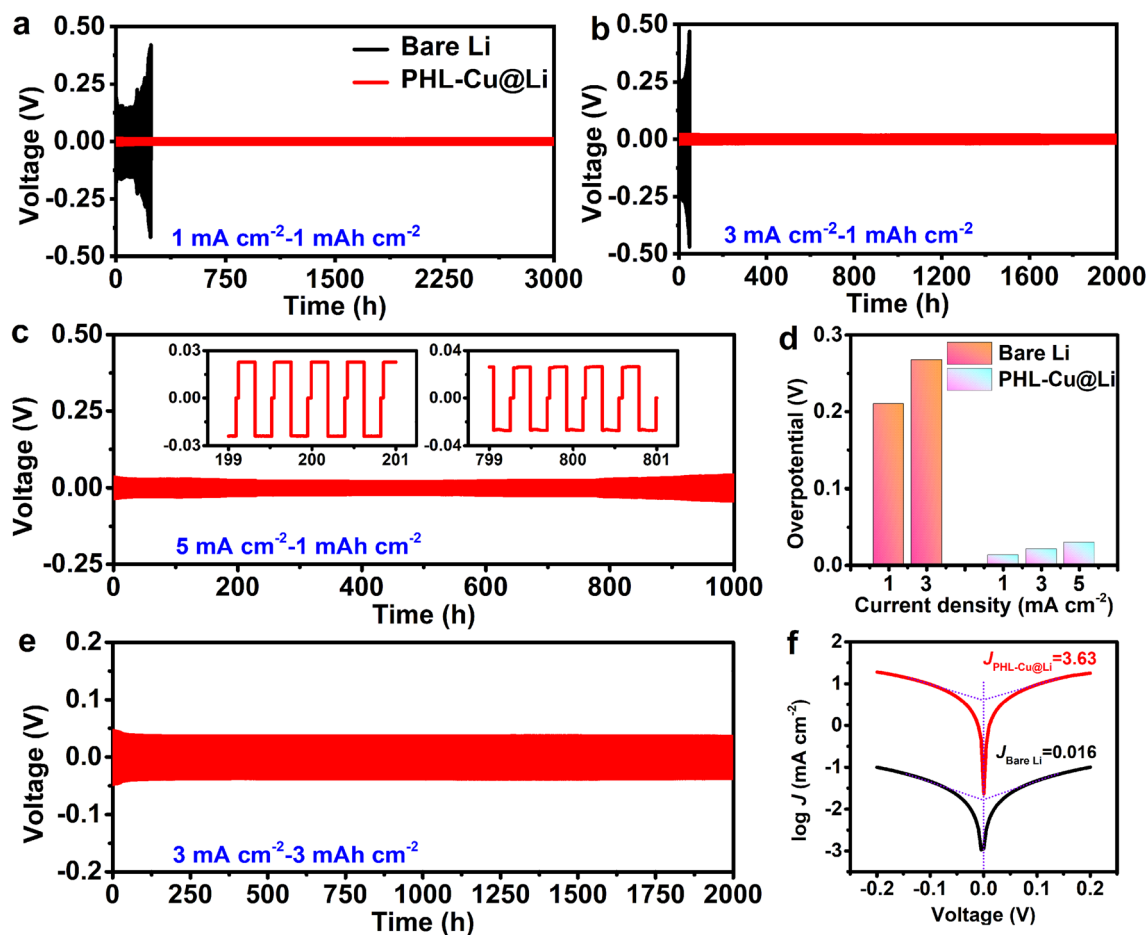 a
0.50
0.25
0.00
-0.25
-0.50
Voltage (V)
Bare Li
PHL-Cu@Li
1 mA cm⁻²-1 mAh cm⁻²
0 750 1500 2250 3000
Time (h)
b
0.50
0.25
0.00
-0.25
-0.50
Voltage (V)
3 mA cm⁻²-1 mAh cm⁻²
0 400 800 1200 1600 2000
Time (h)
c
0.50
0.25
0.00
-0.25
Voltage (V)
0.03
0.00
-0.03
199 200 201
0.04
0.00
-0.04
799 800 801
5 mA cm⁻²-1 mAh cm⁻²
0 200 400 600 800 1000
Time (h)
d
0.3
0.2
0.1
0.0
Overpotential (V)
Bare Li
PHL-Cu@Li
1 3 1 3 5
Current density (mA cm⁻²)
e
0.2
0.1
0.0
-0.1
-0.2
Voltage (V)
3 mA cm⁻²-3 mAh cm⁻²
0 250 500 750 1000 1250 1500 1750 2000
Time (h)
f
2
1
0
-1
-2
-3
log J (mA cm⁻²)
J PHL-Cu@Li=3.63
J Bare Li=0.016
-0.2 -0.1 0.0 0.1 0.2
Voltage (V)